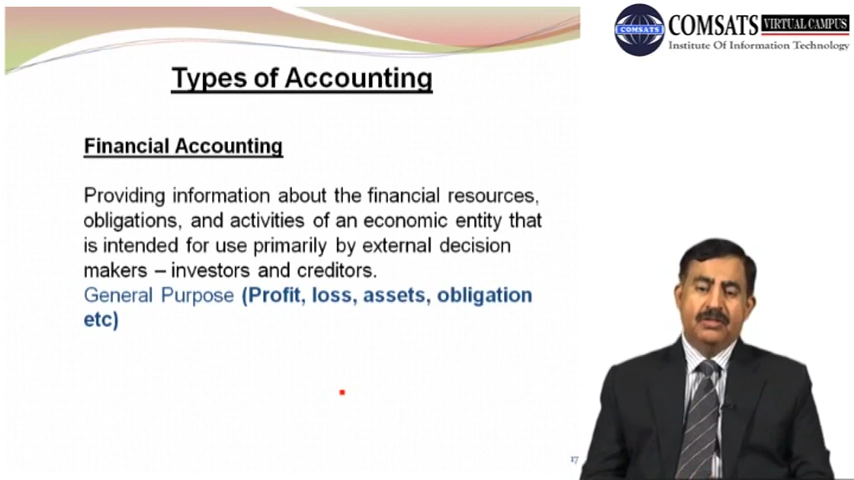 COMSATS VIRTUAL CAMPUS
COMSATS
Institute Of Information Technology
Types of Accounting
Financial Accounting
Providing information about the financial resources,
obligations, and activities of an economic entity that
is intended for use primarily by external decision
makers – investors and creditors.
General Purpose (Profit, loss, assets, obligation
etc)
17